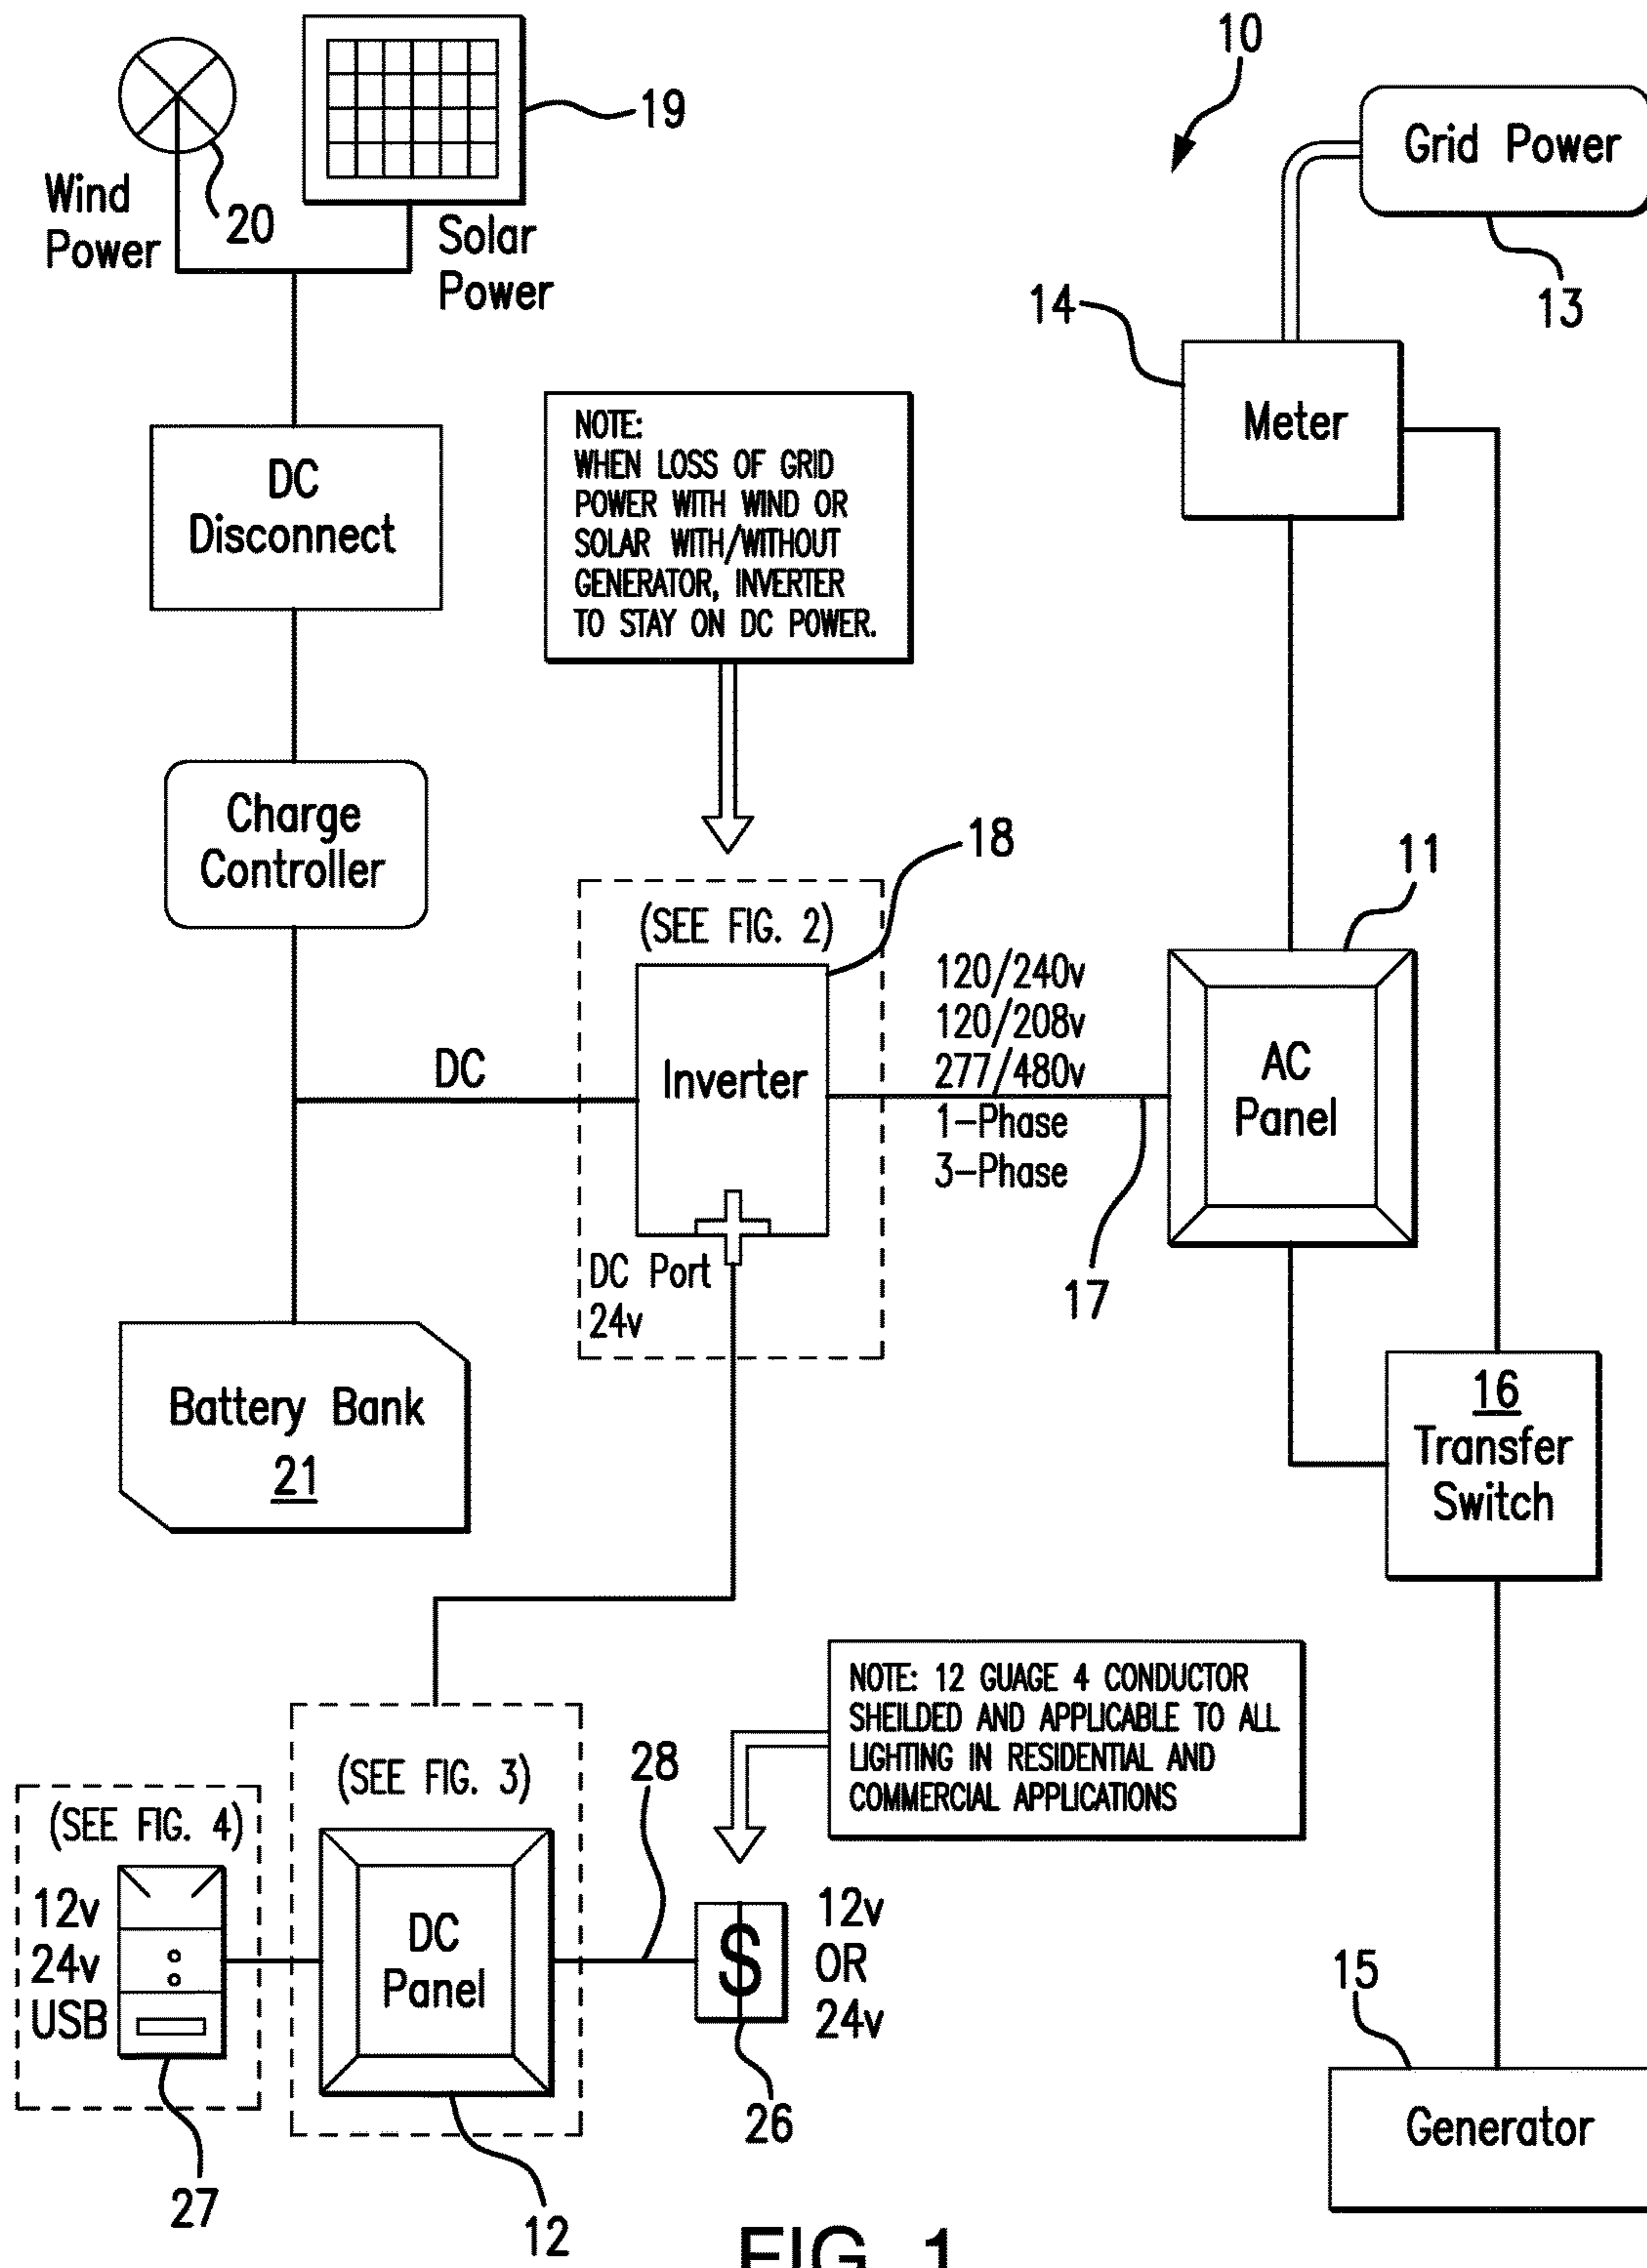 10
19
Grid Power
Wind
Power
20
Solar
Power
13
14
Meter
NOTE:
WHEN LOSS OF GRID
POWER WITH WIND OR
SOLAR WITH/WITHOUT
GENERATOR, INVERTER
TO STAY ON DC POWER.
DC
Disconnect
Charge
Controller
18
11
(SEE FIG. 2)
120/240v
120/208v
277/480v
1-Phase
3-Phase
DC
Inverter
AC
Panel
DC Port
24v
17
Battery Bank
21
16
Transfer
Switch
NOTE: 12 GUAGE 4 CONDUCTOR
SHEILDED AND APPLICABLE TO ALL
LIGHTING IN RESIDENTIAL AND
COMMERCIAL APPLICATIONS
(SEE FIG. 3)
28
(SEE FIG. 4)
12v
24v
USB
DC
Panel
$
12v
OR
24v
15
26
Generator
27
12
FIG. 1